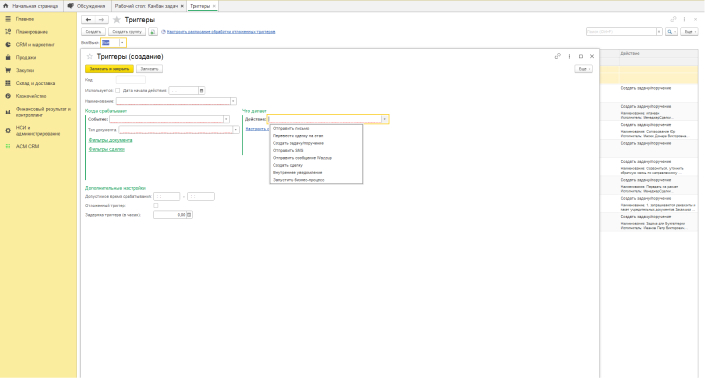 Начальная страница
Обсуждения
Рабочий стол: Канбан задач ×
Триггеры ×
Главное
Планирование
CRM и маркетинг
Продажи
Закупки
Склад и доставка
Казначейство
Финансовый результат и контроллинг
НСИ и администрирование
ACM CRM
Триггеры
Создать
Создать группу
Настроить расписание обработки отложенных триггеров
Еще
Действие
Триггеры (создание)
Записать и закрыть
Записать
Еще
Код:
Используется:
Дата начала действия:
Наименование:
Когда срабатывает
Что делает
Событие:
Действие:
Тип документа:
Фильтры документа
Фильтры сделки
Отправить письмо
Перевести сделку на этап
Создать задачу/поручение
Отправить SMS
Отправить сообщение Wazzup
Создать сделку
Внутреннее уведомление
Запустить бизнес-процесс
Дополнительные настройки
Допустимое время срабатывания:
Отложенный триггер:
Задержка триггера (в часах):
0,00
Создать задачу/поручение
Создать задачу/поручение
Создать задачу/поручение
Создать задачу/поручение
Создать задачу/поручение
Создать задачу/поручение
Создать задачу/поручение